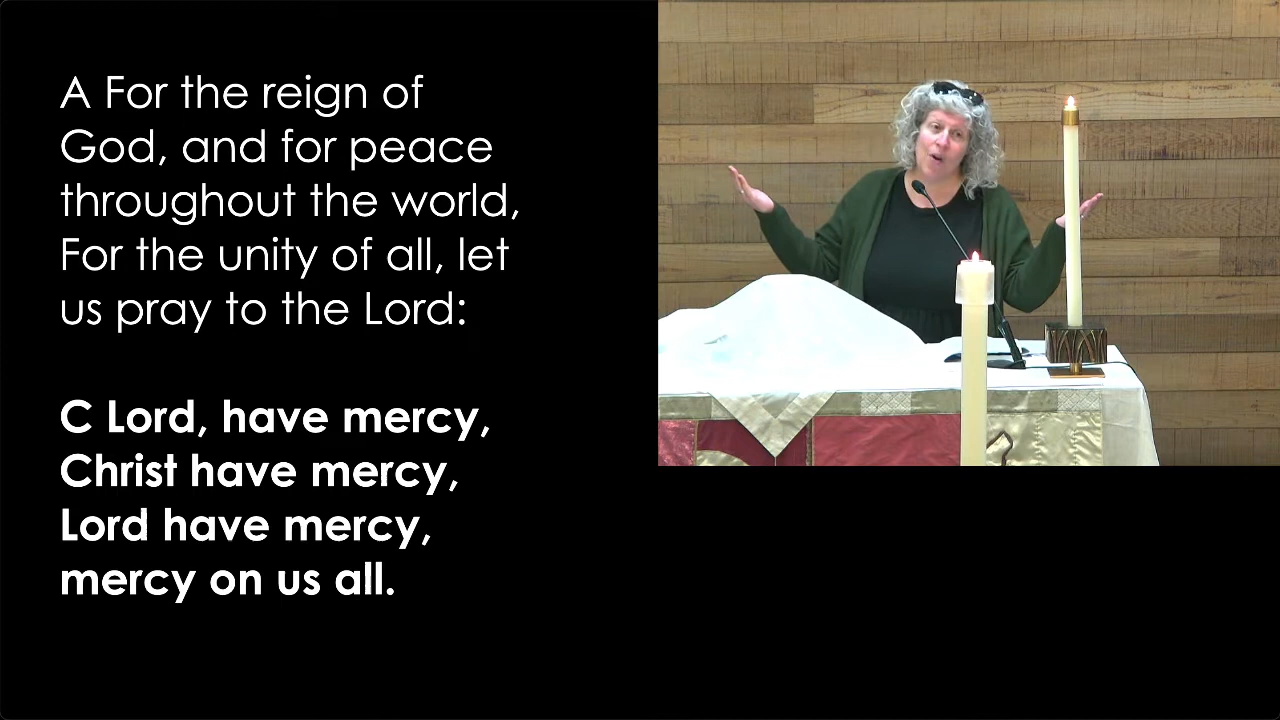 A For the reign of
God, and for peace
throughout the world,
For the unity of all, let
us pray to the Lord:
C Lord, have mercy,
Christ have mercy,
Lord have mercy,
mercy on us all.